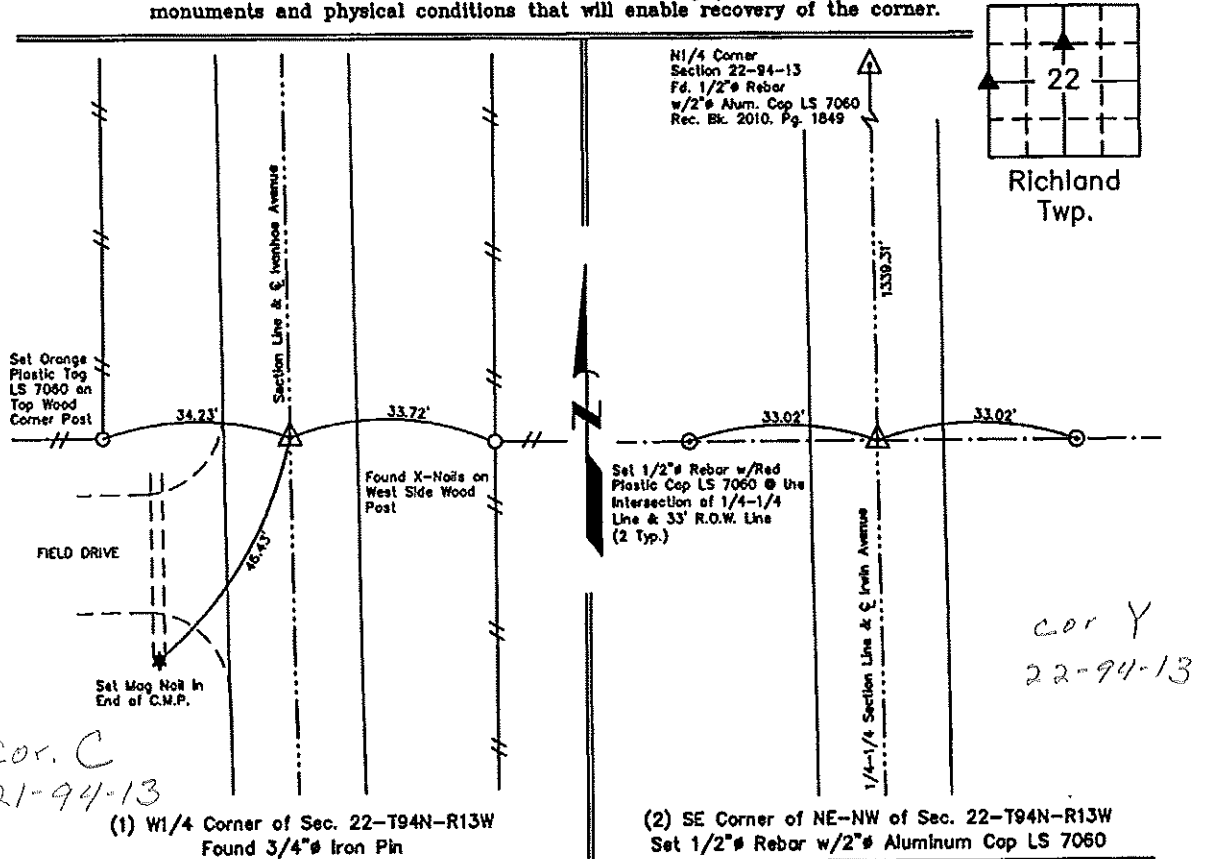 monuments and physical conditions that will enable recovery of the corner.
N1/4 Corner
Section 22-94-13
Fd. 1/2"ø Rebar
w/2"ø Alum. Cap LS 7060
Rec. Bk. 2010, Pg. 1849
22
Richland
Twp.
Section Line & ℄ Ivanhoe Avenue
1339.31'
Set Orange
Plastic Tag
LS 7060 on
Top Wood
Corner Post
34.23'
33.72'
Found X-Nails on
West Side Wood
Post
46.43'
FIELD DRIVE
Set Mag Nail in
End of C.M.P.
N
33.02'
33.02'
Set 1/2"ø Rebar w/Red
Plastic Cap LS 7060 @ the
Intersection of 1/4-1/4
Line & 33' R.O.W. Line
(2 Typ.)
1/4-1/4 Section Line & ℄ Irwin Avenue
cor Y
22-94-13
cor. C
21-94-13
(1) W1/4 Corner of Sec. 22-T94N-R13W
Found 3/4"ø Iron Pin
(2) SE Corner of NE-NW of Sec. 22-T94N-R13W
Set 1/2"ø Rebar w/2"ø Aluminum Cap LS 7060